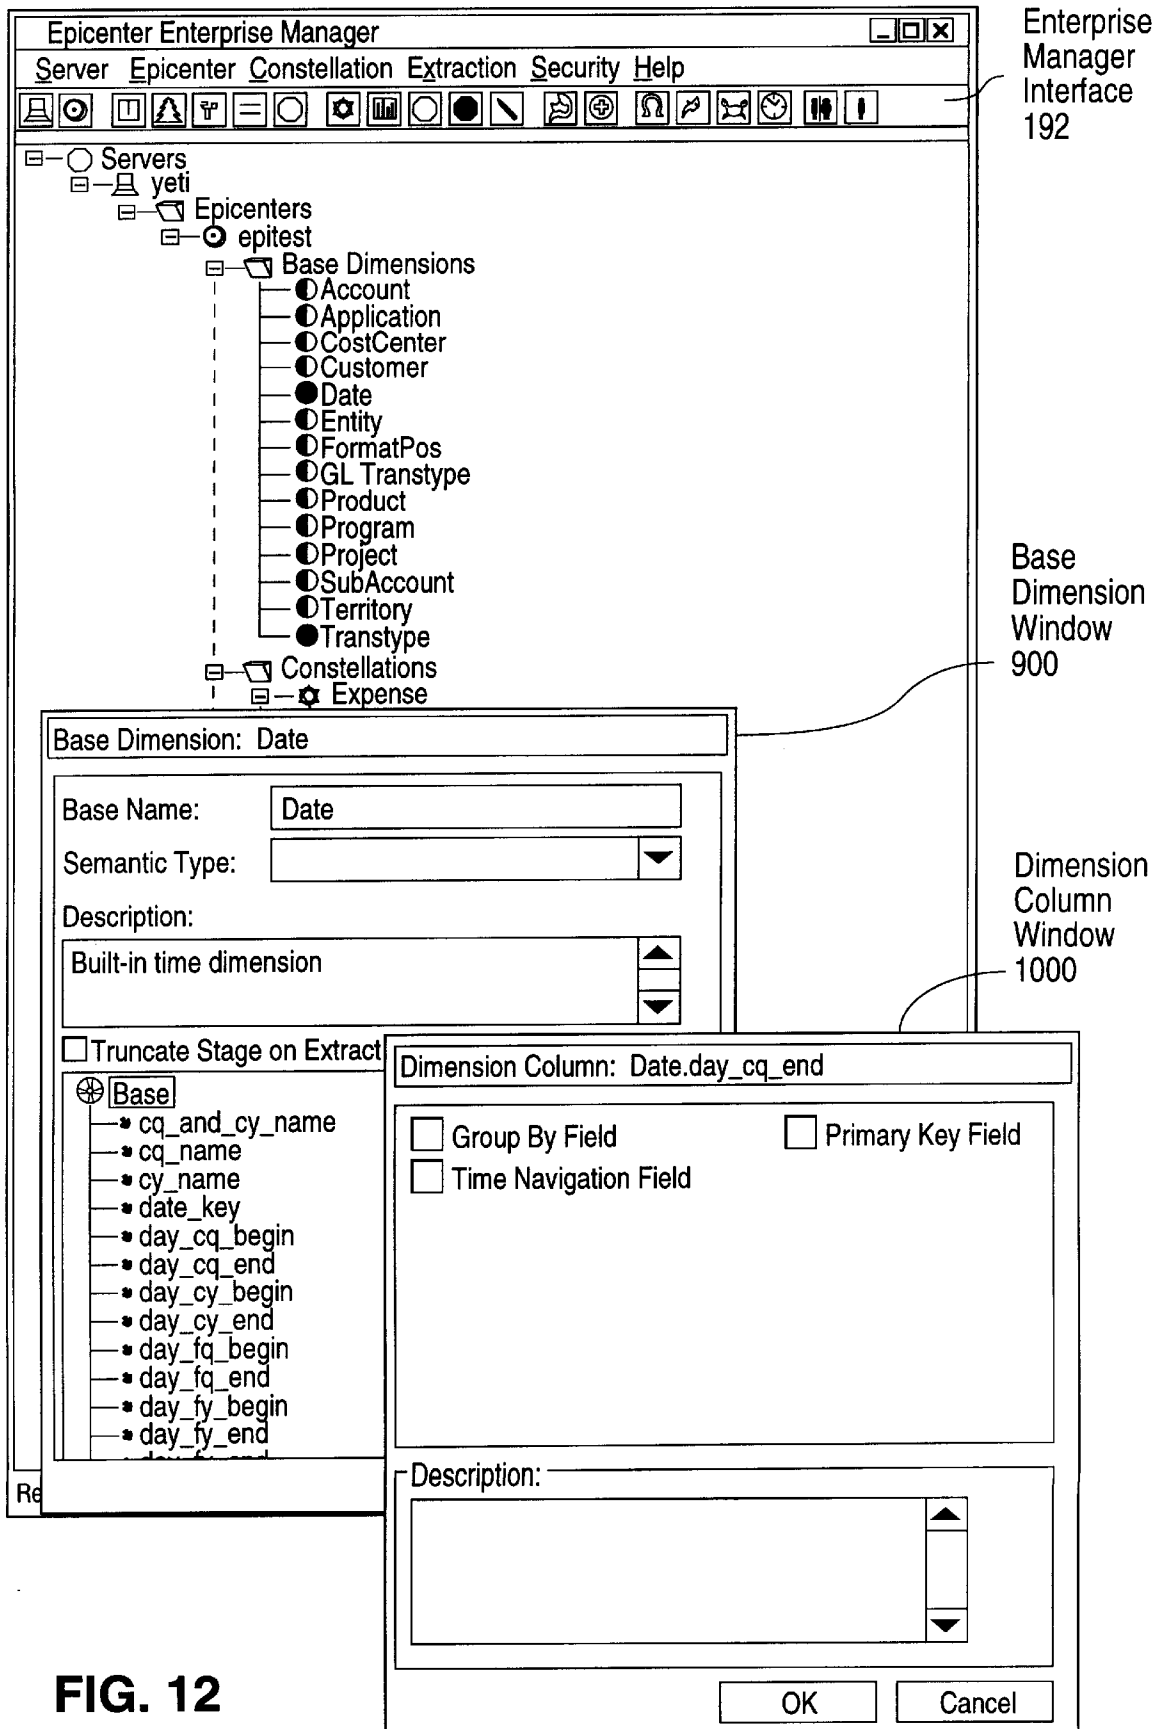 Epicenter Enterprise Manager
Server Epicenter Constellation Extraction Security Help
Enterprise
Manager
Interface
192
Servers
yeti
Epicenters
epitest
Base Dimensions
Account
Application
CostCenter
Customer
Date
Entity
FormatPos
GL Transtype
Product
Program
Project
SubAccount
Territory
Transtype
Constellations
Expense
Base
Dimension
Window
900
Base Dimension: Date
Base Name: Date
Semantic Type:
Description:
Built-in time dimension
Truncate Stage on Extract
Base
cq_and_cy_name
cq_name
cy_name
date_key
day_cq_begin
day_cq_end
day_cy_begin
day_cy_end
day_fq_begin
day_fq_end
day_fy_begin
day_fy_end
Re
Dimension
Column
Window
1000
Dimension Column: Date.day_cq_end
Group By Field Primary Key Field
Time Navigation Field
Description:
OK Cancel
FIG. 12